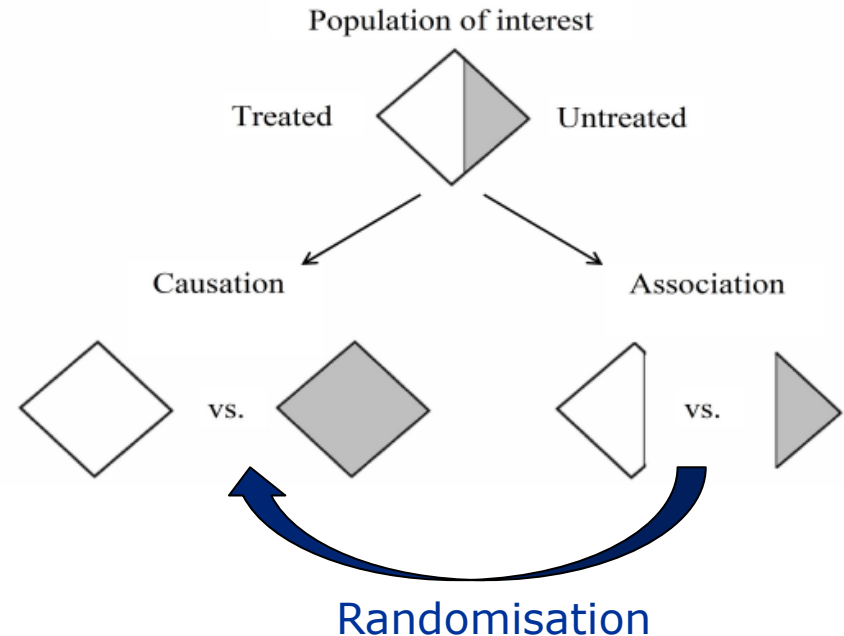 Population of interest
Treated
Untreated
Causation
Association
vs.
vs.
Randomisation